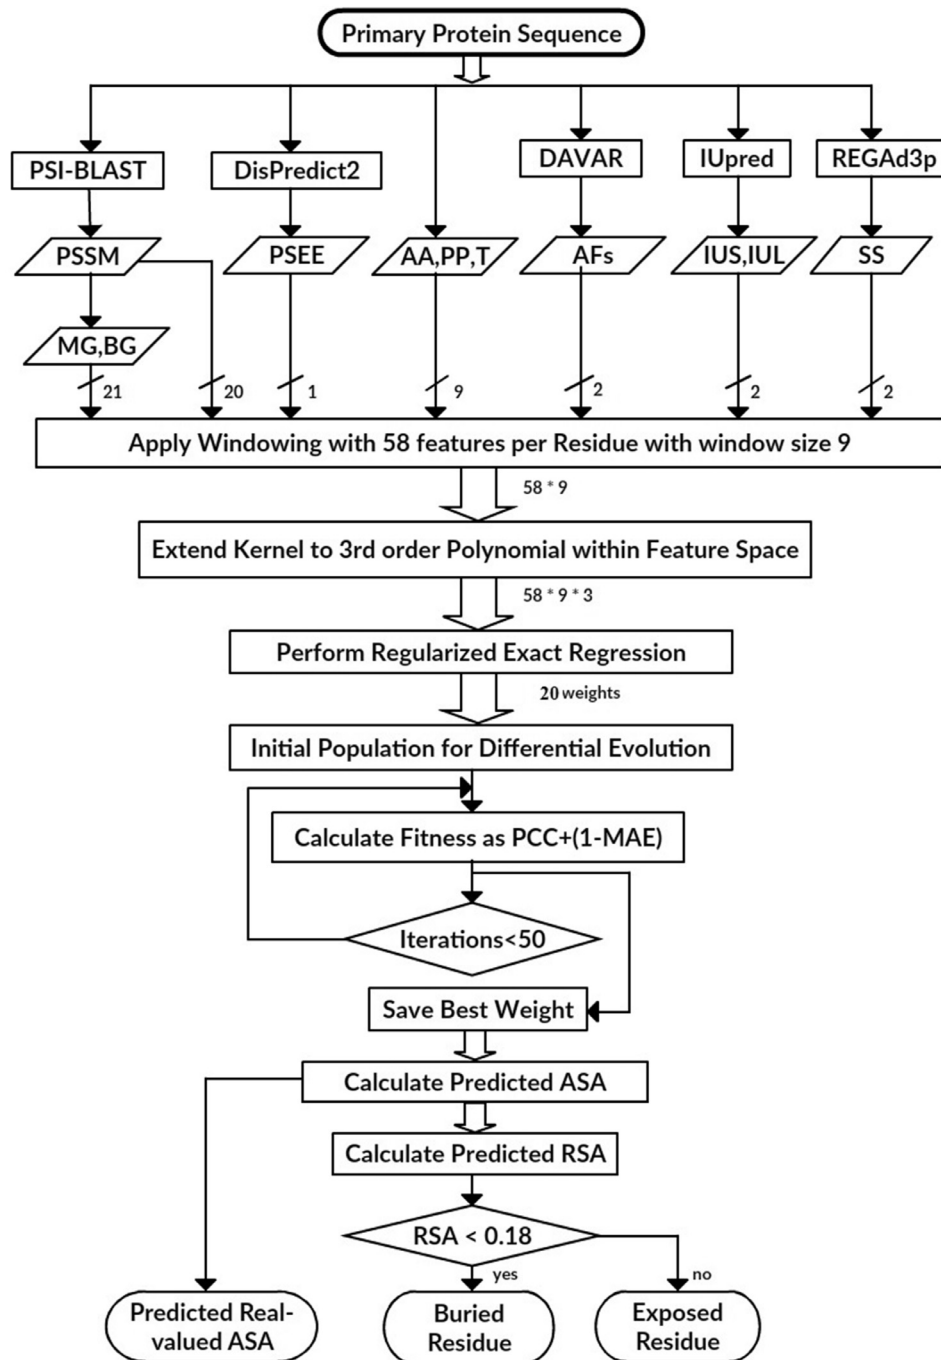 Primary Protein Sequence
PSI-BLAST
DisPredict2
DAVAR
IUpred
REGAd3p
PSSM
PSEE
AA,PP,T
AFs
IUS,IUL
SS
MG,BG
21
20
1
9
2
2
2
Apply Windowing with 58 features per Residue with window size 9
58 * 9
Extend Kernel to 3rd order Polynomial within Feature Space
58 * 9 * 3
Perform Regularized Exact Regression
20 weights
Initial Population for Differential Evolution
Calculate Fitness as PCC+(1-MAE)
Iterations<50
Save Best Weight
Calculate Predicted ASA
Calculate Predicted RSA
RSA < 0.18
yes
no
Predicted Real-
valued ASA
Buried
Residue
Exposed
Residue